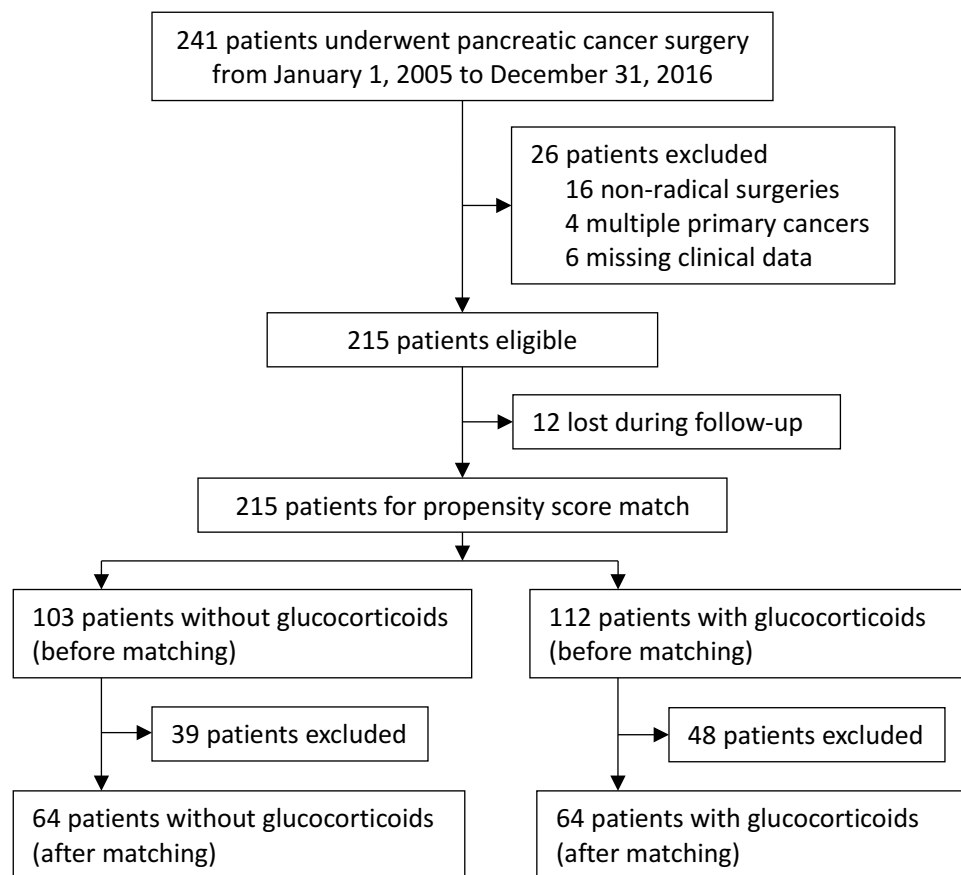 241 patients underwent pancreatic cancer surgery
from January 1, 2005 to December 31, 2016
26 patients excluded
16 non-radical surgeries
4 multiple primary cancers
6 missing clinical data
215 patients eligible
12 lost during follow-up
215 patients for propensity score match
103 patients without glucocorticoids
(before matching)
112 patients with glucocorticoids
(before matching)
39 patients excluded
48 patients excluded
64 patients without glucocorticoids
(after matching)
64 patients with glucocorticoids
(after matching)